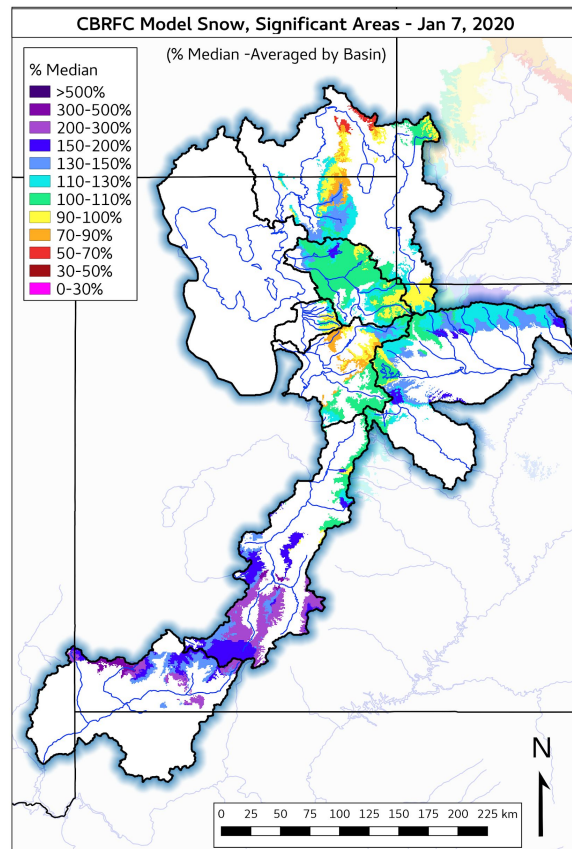 CBRFC Model Snow, Significant Areas - Jan 7, 2020
(% Median -Averaged by Basin)
% Median
>500%
300-500%
200-300%
150-200%
130-150%
110-130%
100-110%
90-100%
70-90%
50-70%
30-50%
0-30%
N
0 25 50 75 100 125 150 175 200 225 km